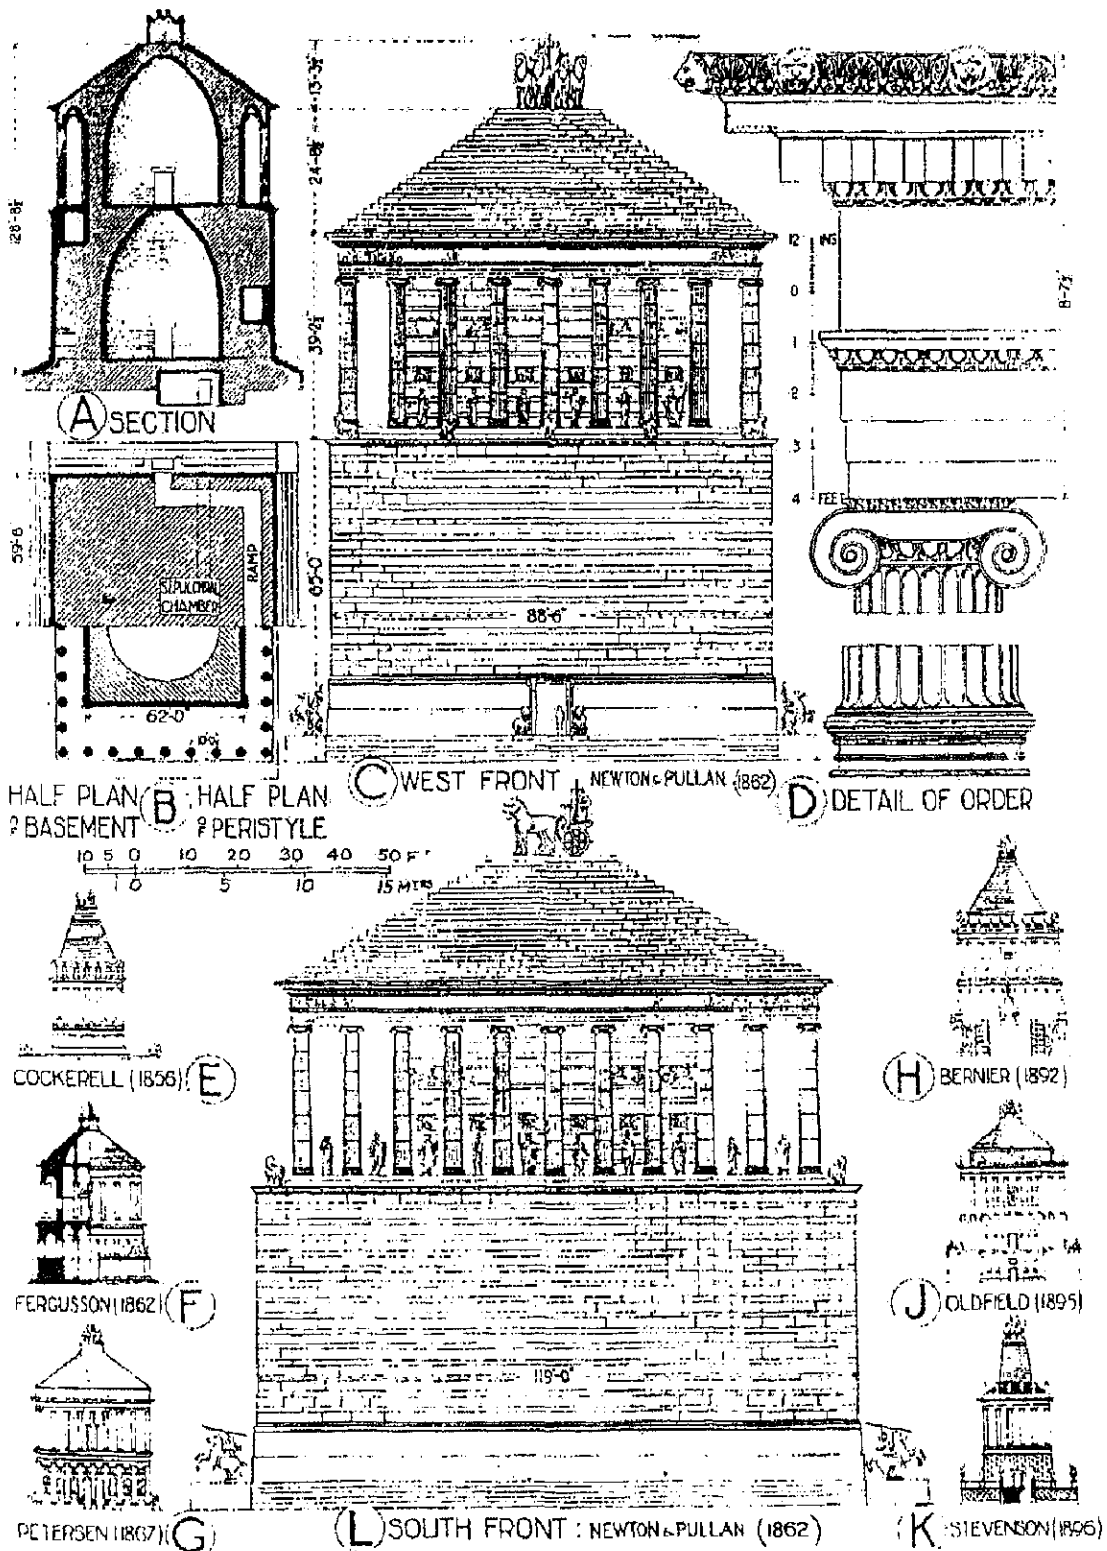 A SECTION
SEPULCHRAL
CHAMBER
RAMP
62-0"
59-6
HALF PLAN
OF BASEMENT
B
HALF PLAN
OF PERISTYLE
10 5 0 10 20 30 40 50 FT
1 0 5 10 15 MTRS
13-3½
24-8½
39-2½
65-0
88-6"
C WEST FRONT NEWTON & PULLAN (1862)
12 INS
0
1
2
3
4 FEET
8-7½
D DETAIL OF ORDER
COCKERELL (1856) E
FERGUSSON (1862) F
PETERSEN (1867) G
119-0"
L SOUTH FRONT : NEWTON & PULLAN (1862)
H BERNIER (1892)
J OLDFIELD (1895)
K STEVENSON (1896)